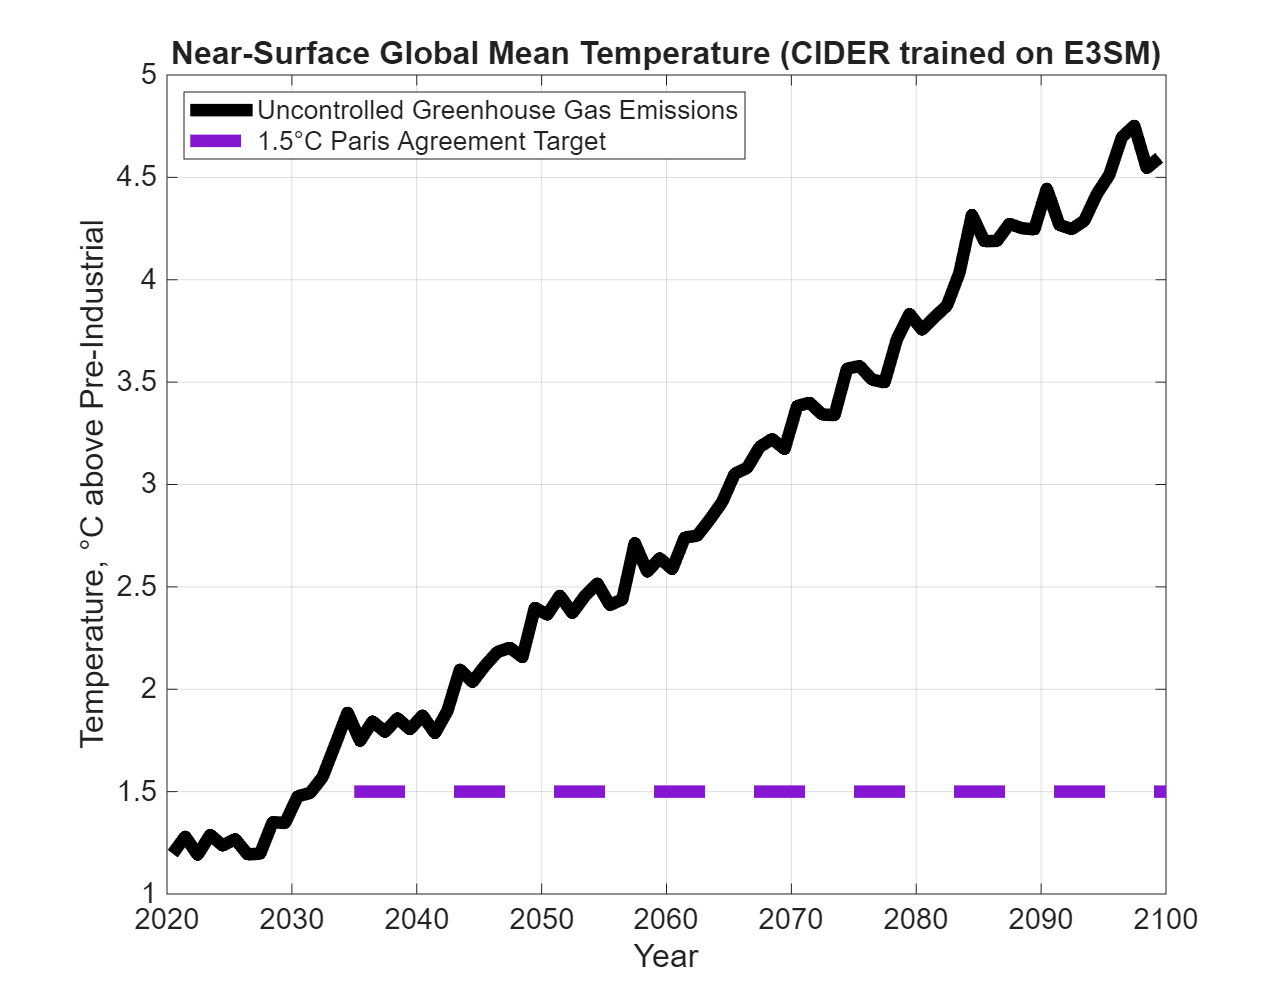 Near-Surface Global Mean Temperature (CIDER trained on E3SM)
Uncontrolled Greenhouse Gas Emissions
1.5°C Paris Agreement Target
Temperature, °C above Pre-Industrial
5
4.5
4
3.5
3
2.5
2
1.5
1
2020 2030 2040 2050 2060 2070 2080 2090 2100
Year